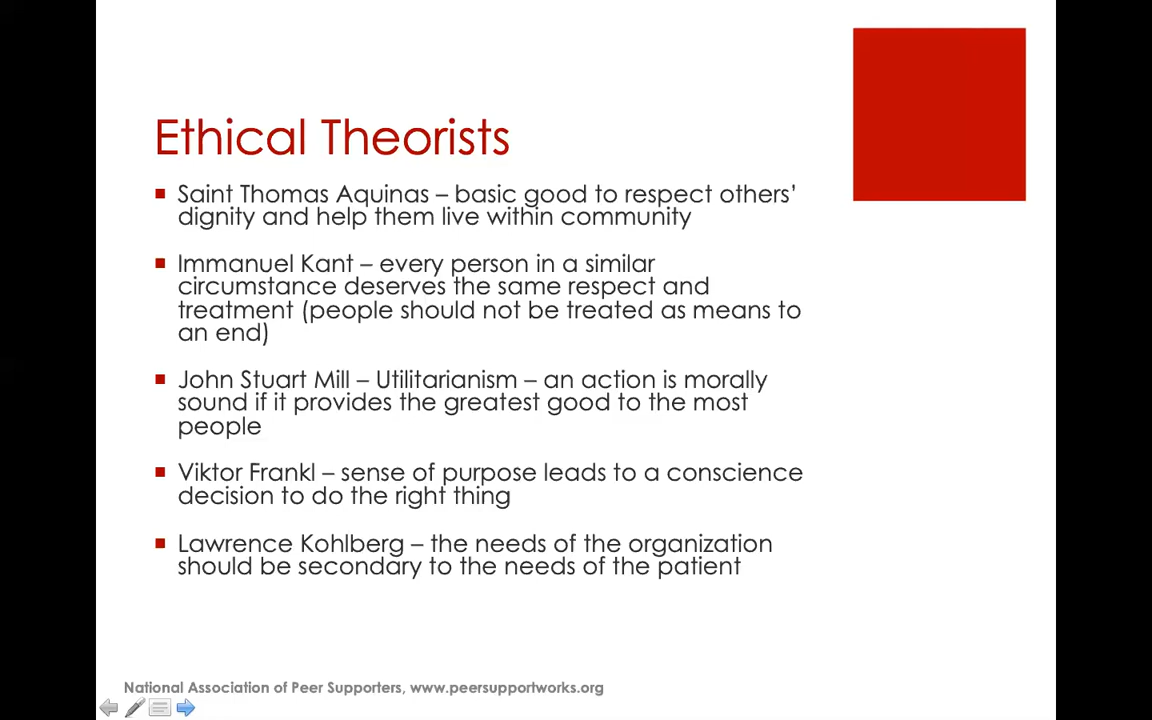 Ethical Theorists
Saint Thomas Aquinas – basic good to respect others’
dignity and help them live within community
Immanuel Kant – every person in a similar
circumstance deserves the same respect and
treatment (people should not be treated as means to
an end)
John Stuart Mill – Utilitarianism – an action is morally
sound if it provides the greatest good to the most
people
Viktor Frankl – sense of purpose leads to a conscience
decision to do the right thing
Lawrence Kohlberg – the needs of the organization
should be secondary to the needs of the patient
National Association of Peer Supporters, www.peersupportworks.org